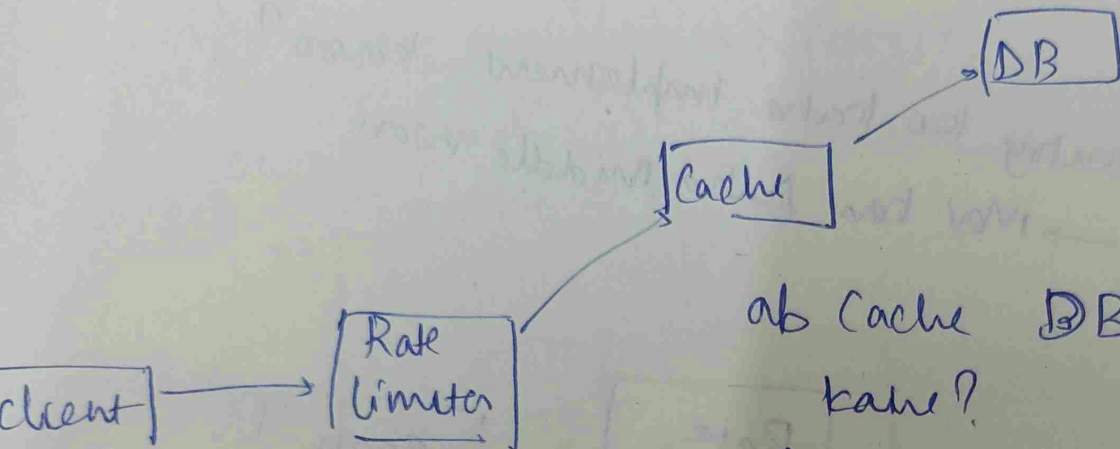 DB
Cache
ab Cache DB
kahe?
Rate
Limiter
client